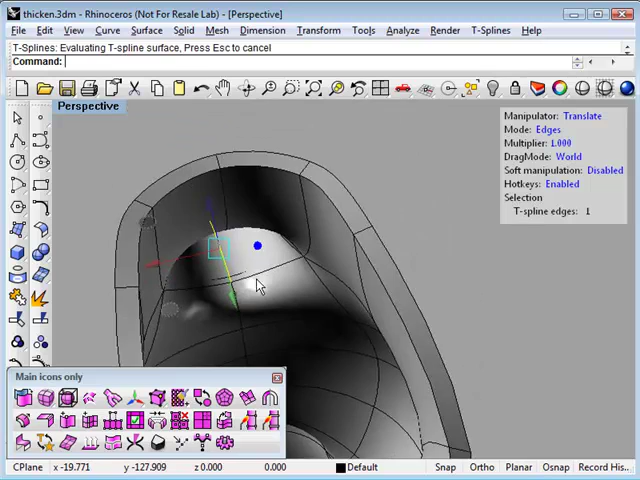 thicken.3dm - Rhinoceros (Not For Resale Lab) - [Perspective]
File Edit View Curve Surface Solid Mesh Dimension Transform Tools Analyze Render T-Splines Help
T-Splines: Evaluating T-spline surface, Press Esc to cancel
Command:
Perspective
Manipulator: Translate
Mode: Edges
Multiplier: 1.000
DragMode: World
Soft manipulation: Disabled
Hotkeys: Enabled
Selection
T-spline edges: 1
Main icons only
CPlane x -19.771 y -127.909 z 0.000 0.000 Default Snap Ortho Planar Osnap Record His...